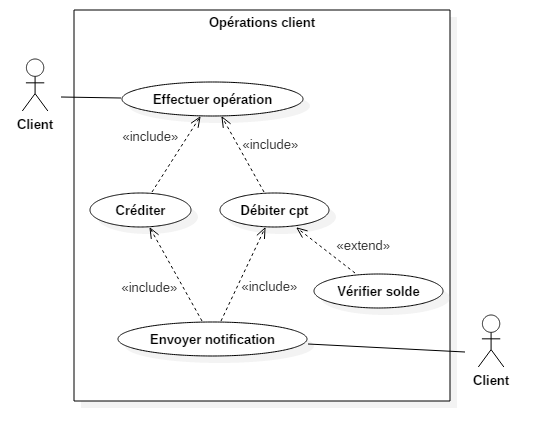 Opérations client
Effectuer opération
Client
«include»
«include»
Créditer
Débiter cpt
«extend»
«include»
«include»
Vérifier solde
Envoyer notification
Client